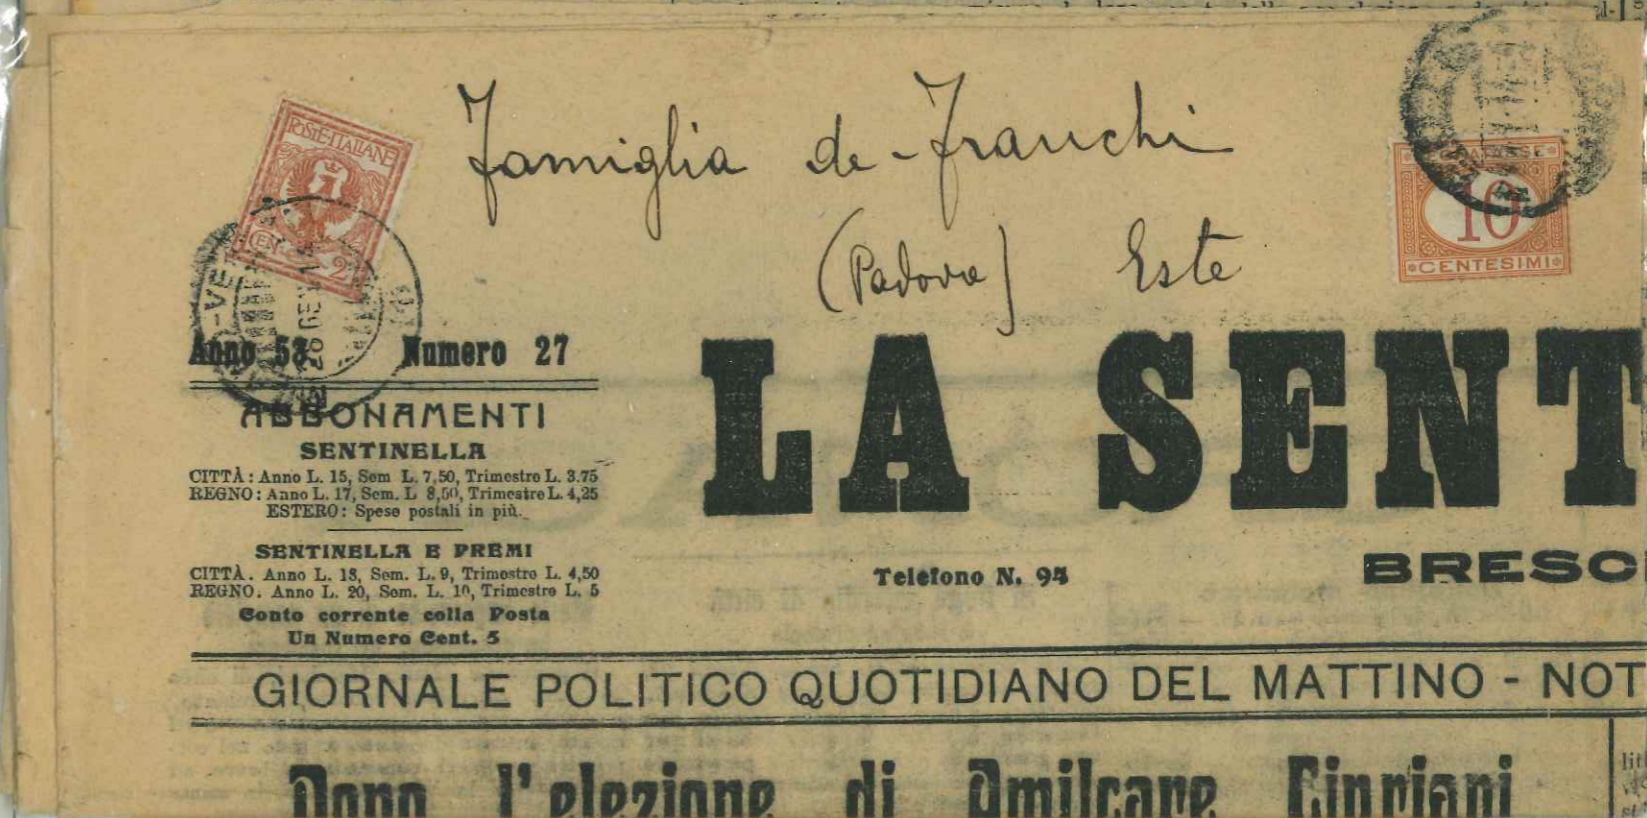 POSTE·ITALIANE
CENT. 2
Famiglia de-Franchi
(Padova) Este
SEGNATASSE
10
CENTESIMI
Anno 53 Numero 27
ABBONAMENTI
SENTINELLA
CITTÀ: Anno L. 15, Sem L. 7,50, Trimestre L. 3.75
REGNO: Anno L. 17, Sem. L 8,50, Trimestre L. 4,25
ESTERO: Spese postali in più.
SENTINELLA E PREMI
CITTÀ. Anno L. 18, Sem. L. 9, Trimestre L. 4,50
REGNO. Anno L. 20, Sem. L. 10, Trimestre L. 5
Conto corrente colla Posta
Un Numero Cent. 5
LA SENT
Telefono N. 95
BRESC
GIORNALE POLITICO QUOTIDIANO DEL MATTINO - NOT
Dopo l'elezione di Amilcare Cipriani